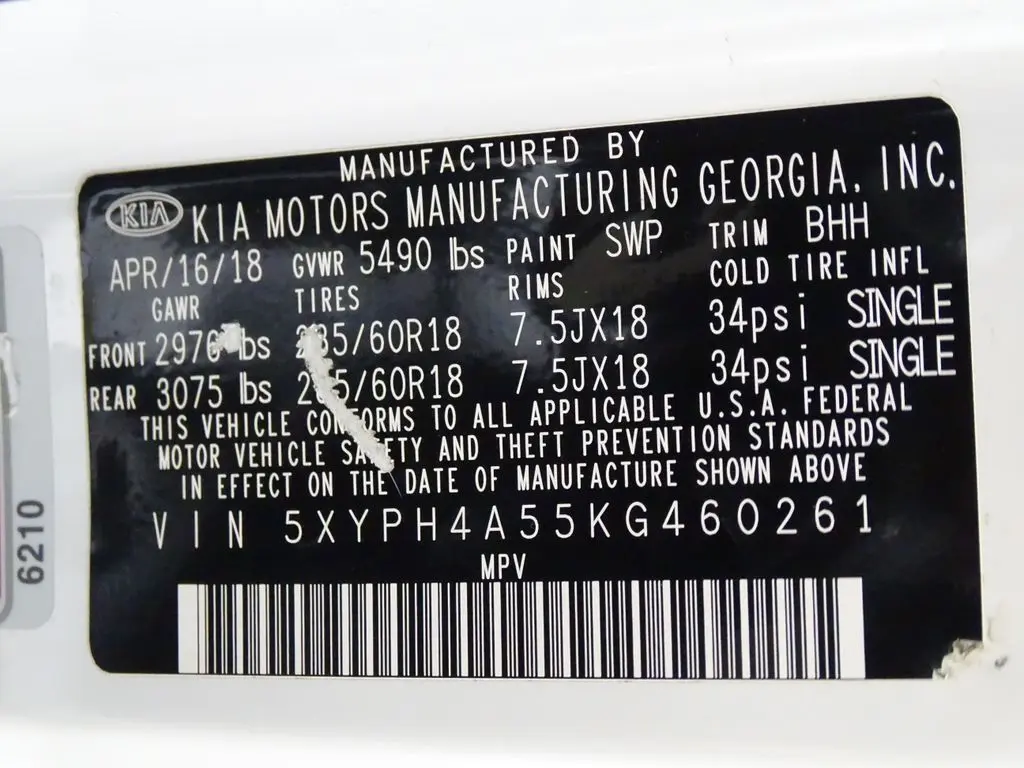 MANUFACTURED BY
KIA KIA MOTORS MANUFACTURING GEORGIA, INC.
APR/16/18 GVWR 5490 lbs PAINT SWP TRIM BHH
GAWR TIRES RIMS COLD TIRE INFL
FRONT lbs 7.5JX18 34psi SINGLE
REAR 3075 lbs 7.5JX18 34psi SINGLE
THIS VEHICLE CONFORMS TO ALL APPLICABLE U.S.A. FEDERAL
MOTOR VEHICLE SAFETY AND THEFT PREVENTION STANDARDS
IN EFFECT ON THE DATE OF MANUFACTURE SHOWN ABOVE
VIN 5XYPH4A55KG460261
MPV
6210